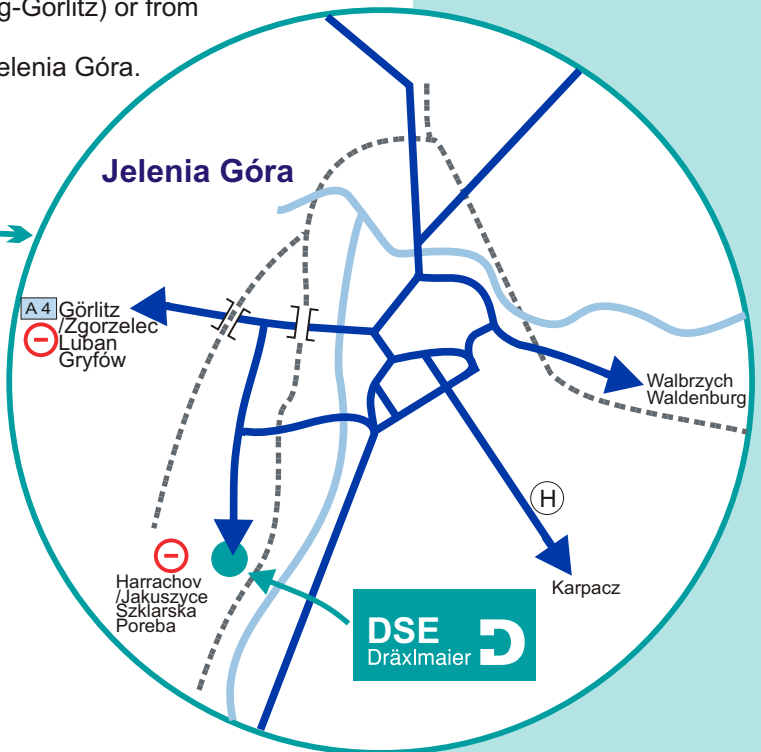 g-Görlitz) or from
elenia Góra.
Jelenia Góra
A 4
Görlitz
/Zgorzelec
Luban
Gryfów
Walbrzych
Waldenburg
H
Karpacz
Harrachov
/Jakuszyce
Szklarska
Poreba
DSE
Dräxlmaier